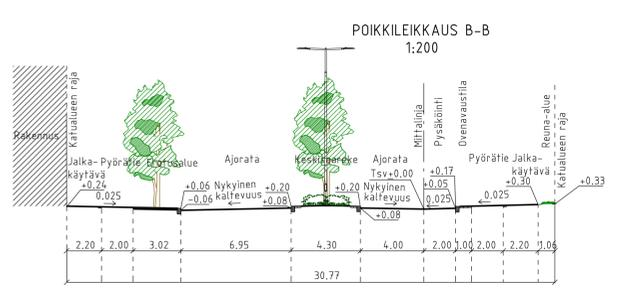 POIKKILEIKKAUS B-B
1:200
Rakennus
Katualueen raja
Jalka-
käytävä
Pyörätie
Erotusalue
Ajorata
Keskikaroke
Ajorata
Mittalinja
Pysäköinti
Ovenavaustila
Pyörätie
Jalka-
käytävä
Reuna-alue
Katualueen raja
+0.24
0.025
+0.06
-0.06
Nykyinen
kaltevuus
+0.20
+0.08
+0.20
+0.08
Tsv+0,00
Nykyinen
kaltevuus
+0.17
+0.05
0.025
0.025
+0.30
+0,33
2.20 2.00 3.02 6.95 4.30 4.00 2.00 1.00 2.00 2.20 1.06
30.77